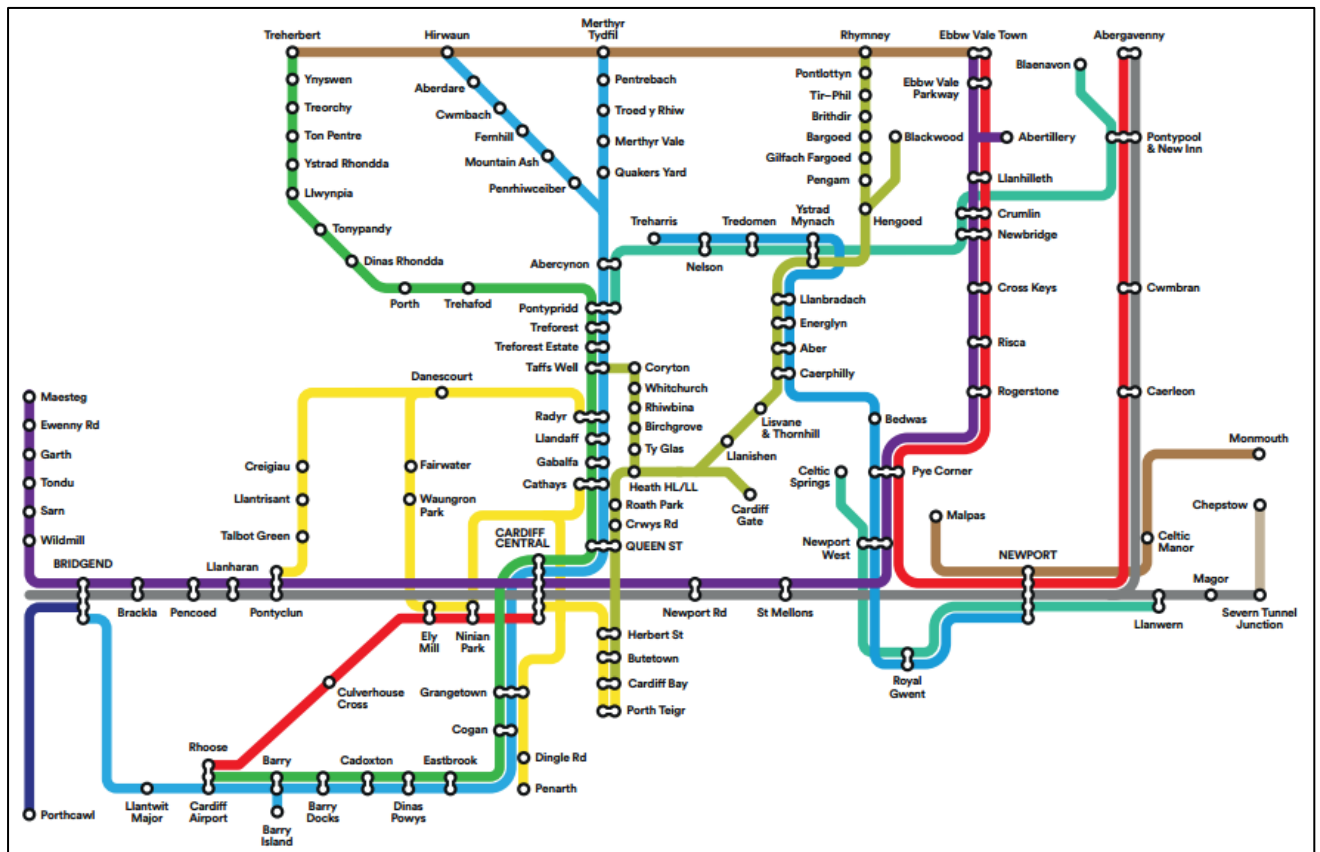 Treherbert
Hirwaun
Merthyr
Tydfil
Rhymney
Ebbw Vale Town
Abergavenny
Ynyswen
Treorchy
Ton Pentre
Ystrad Rhondda
Llwynpia
Tonypandy
Dinas Rhondda
Porth
Trehafod
Aberdare
Cwmbach
Fernhill
Mountain Ash
Penrhiwceiber
Pentrebach
Troed y Rhiw
Merthyr Vale
Quakers Yard
Abercynon
Pontypridd
Treforest
Treforest Estate
Taffs Well
Radyr
Llandaff
Gabalfa
Cathays
QUEEN ST
Pontlottyn
Tir–Phil
Brithdir
Bargoed
Gilfach Fargoed
Pengam
Blackwood
Hengoed
Treharris
Nelson
Tredomen
Ystrad
Mynach
Llanbradach
Energlyn
Aber
Caerphilly
Lisvane
& Thornhill
Llanishen
Cardiff
Gate
Coryton
Whitchurch
Rhiwbina
Birchgrove
Ty Glas
Heath HL/LL
Roath Park
Crwys Rd
Ebbw Vale
Parkway
Abertillery
Llanhilleth
Crumlin
Newbridge
Cross Keys
Risca
Rogerstone
Pye Corner
Bedwas
Blaenavon
Pontypool
& New Inn
Cwmbran
Caerleon
Monmouth
Chepstow
Celtic
Manor
Malpas
NEWPORT
Magor
Severn Tunnel
Junction
Llanwern
Celtic
Springs
Newport
West
Royal
Gwent
Newport Rd
St Mellons
Maesteg
Ewenny Rd
Garth
Tondu
Sarn
Wildmill
BRIDGEND
Brackla
Pencoed
Llanharan
Pontyclun
Danescourt
Creigiau
Llantrisant
Talbot Green
Fairwater
Waungron
Park
CARDIFF
CENTRAL
Ely
Mill
Ninian
Park
Herbert St
Butetown
Cardiff Bay
Porth Teigr
Grangetown
Cogan
Dingle Rd
Penarth
Culverhouse
Cross
Rhoose
Barry
Cadoxton
Eastbrook
Porthcawl
Llantwit
Major
Cardiff
Airport
Barry
Island
Barry
Docks
Dinas
Powys